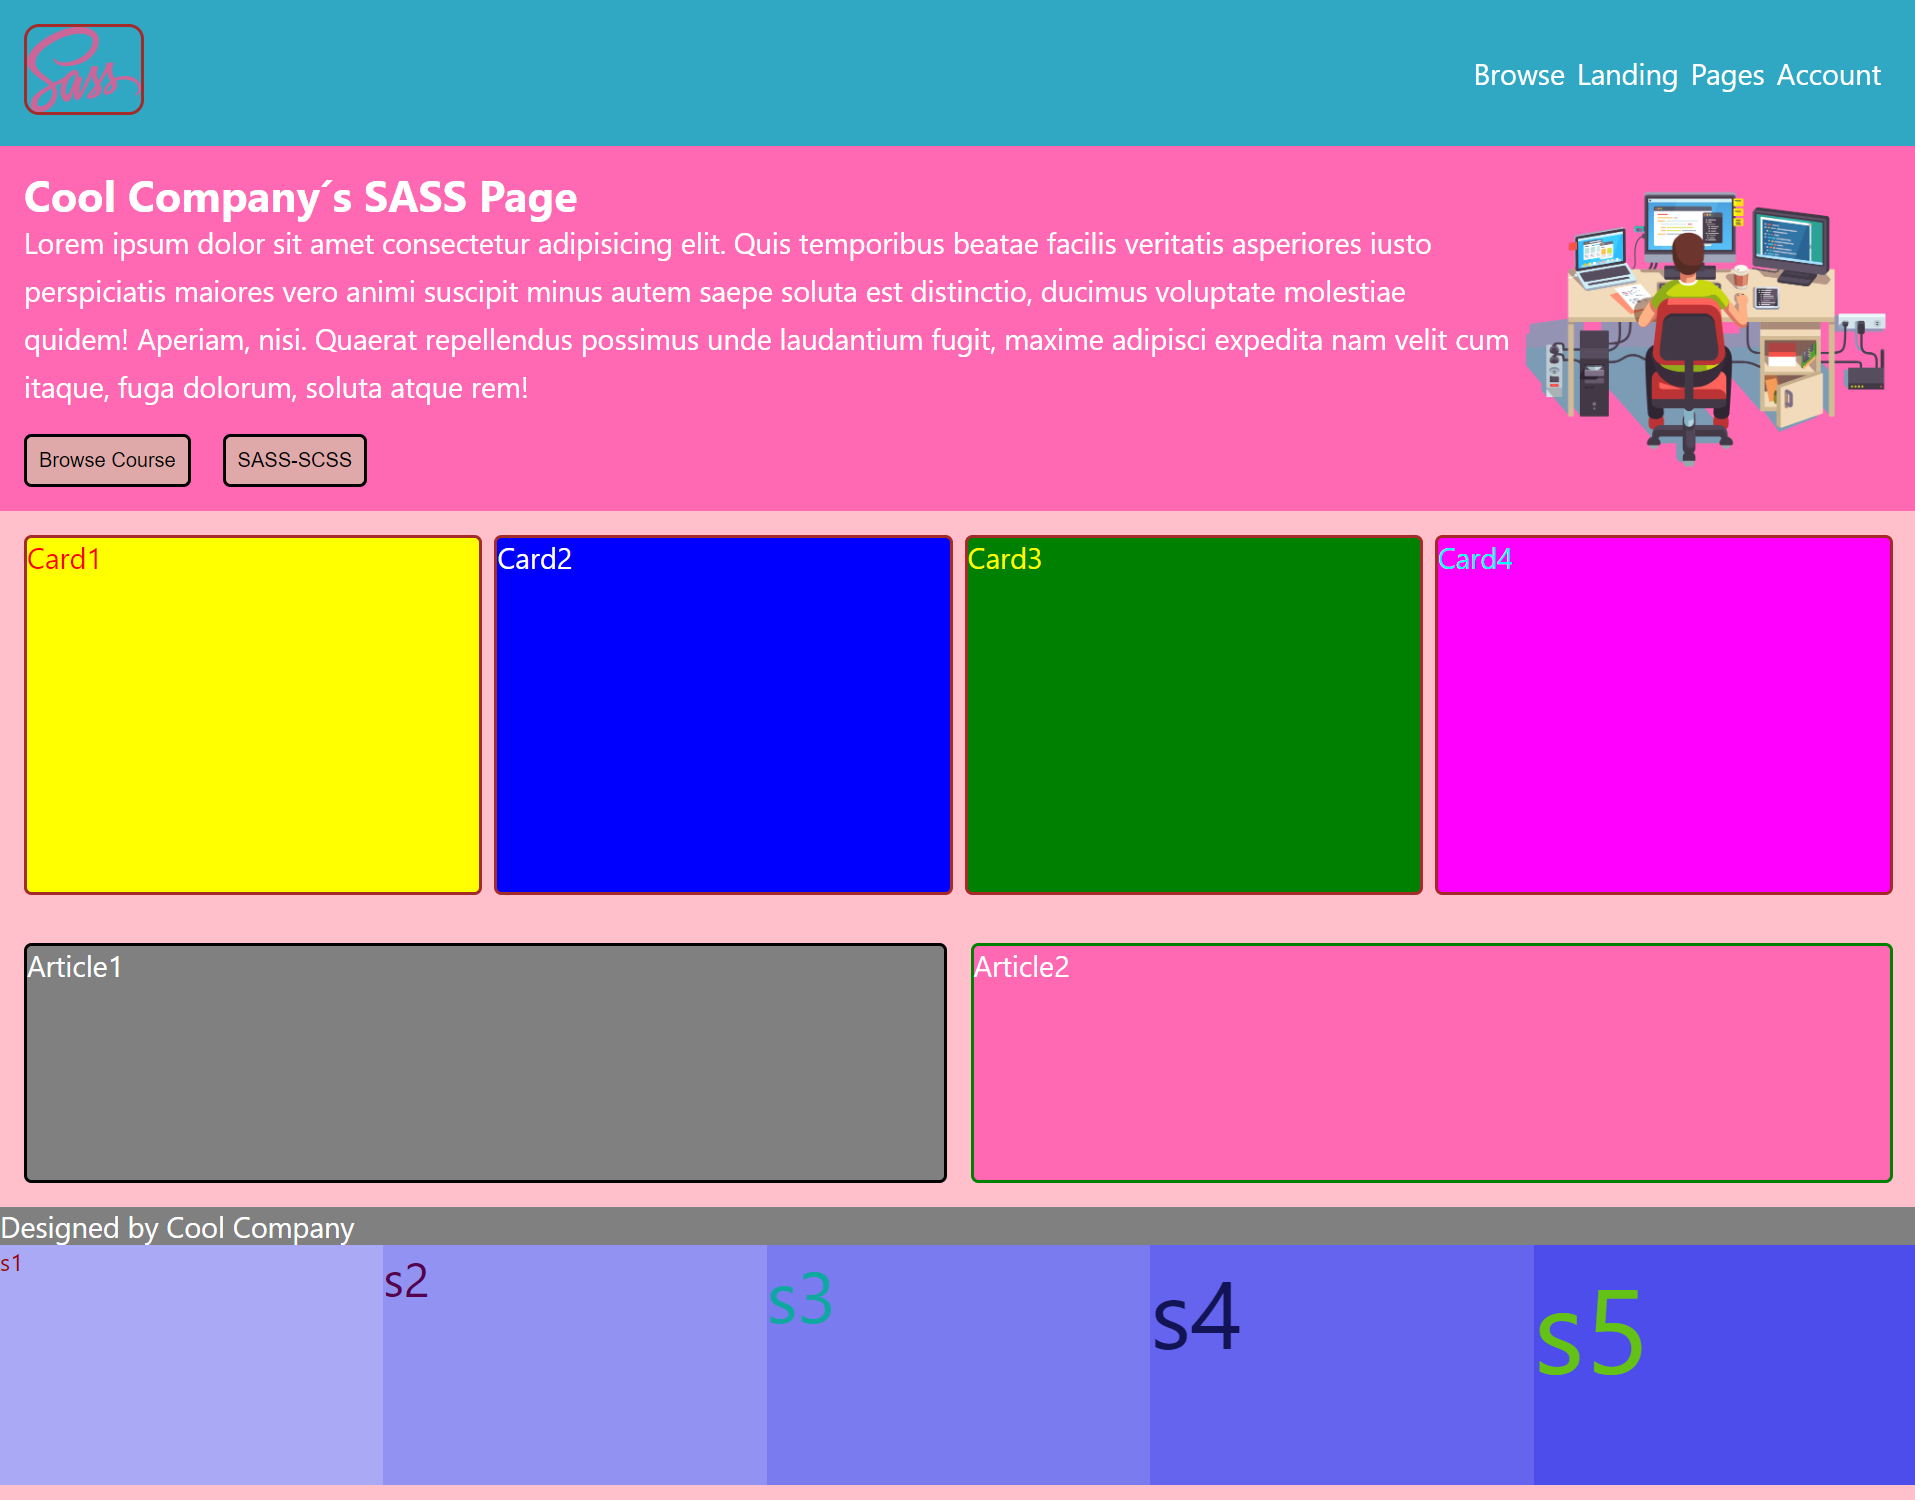 Sass
Browse Landing Pages Account
Cool Company´s SASS Page
Lorem ipsum dolor sit amet consectetur adipisicing elit. Quis temporibus beatae facilis veritatis asperiores iusto
perspiciatis maiores vero animi suscipit minus autem saepe soluta est distinctio, ducimus voluptate molestiae
quidem! Aperiam, nisi. Quaerat repellendus possimus unde laudantium fugit, maxime adipisci expedita nam velit cum
itaque, fuga dolorum, soluta atque rem!
Browse Course SASS-SCSS
Card1 Card2 Card3 Card4
Article1 Article2
Designed by Cool Company
s1 s2 s3 s4 s5